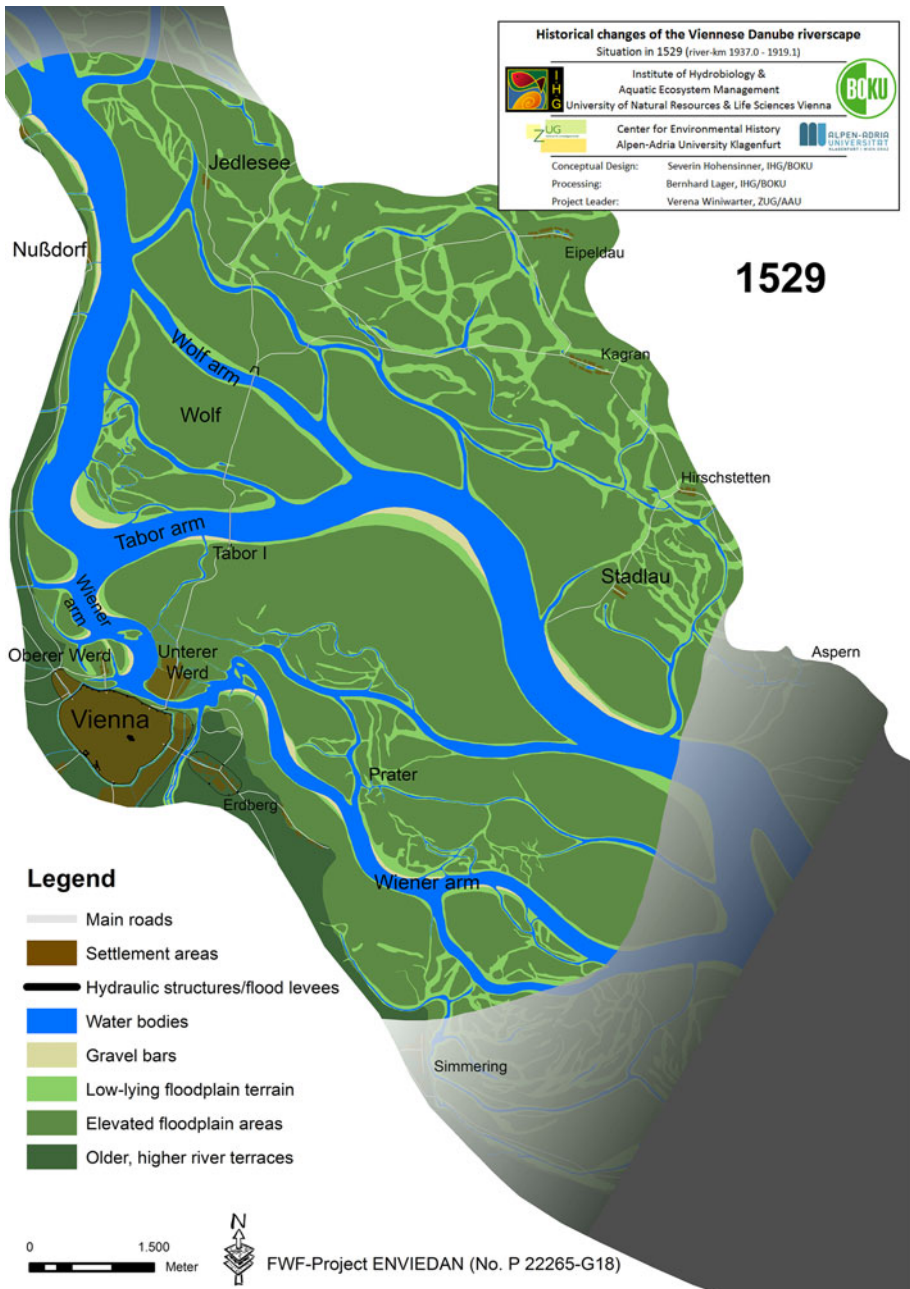 Historical changes of the Viennese Danube riverscape
Situation in 1529 (river-km 1937.0 - 1919.1)
IHG
Institute of Hydrobiology &
Aquatic Ecosystem Management
University of Natural Resources & Life Sciences Vienna
BOKU
ZUG
Center for Environmental History
Alpen-Adria University Klagenfurt
ALPEN-ADRIA
UNIVERSITÄT
KLAGENFURT | WIEN GRAZ
Conceptual Design: Severin Hohensinner, IHG/BOKU
Processing: Bernhard Lager, IHG/BOKU
Project Leader: Verena Winiwarter, ZUG/AAU
1529
Jedlesee
Nußdorf
Eipeldau
Wolf arm
Kagran
Wolf
Hirschstetten
Tabor arm
Tabor I
Stadlau
Wiener
arm
Oberer Werd
Unterer
Werd
Aspern
Vienna
Prater
Erdberg
Wiener arm
Simmering
Legend
Main roads
Settlement areas
Hydraulic structures/flood levees
Water bodies
Gravel bars
Low-lying floodplain terrain
Elevated floodplain areas
Older, higher river terraces
N
0 1.500
Meter
FWF-Project ENVIEDAN (No. P 22265-G18)